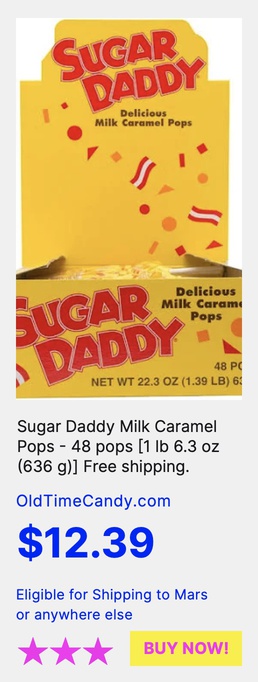 SUGAR
DADDY
Delicious
Milk Caramel Pops
SUGAR
DADDY
Delicious
Milk Carame
Pops
48 PC
NET WT 22.3 OZ (1.39 LB) 63
Sugar Daddy Milk Caramel
Pops - 48 pops [1 lb 6.3 oz
(636 g)] Free shipping.
OldTimeCandy.com
$12.39
Eligible for Shipping to Mars
or anywhere else
BUY NOW!